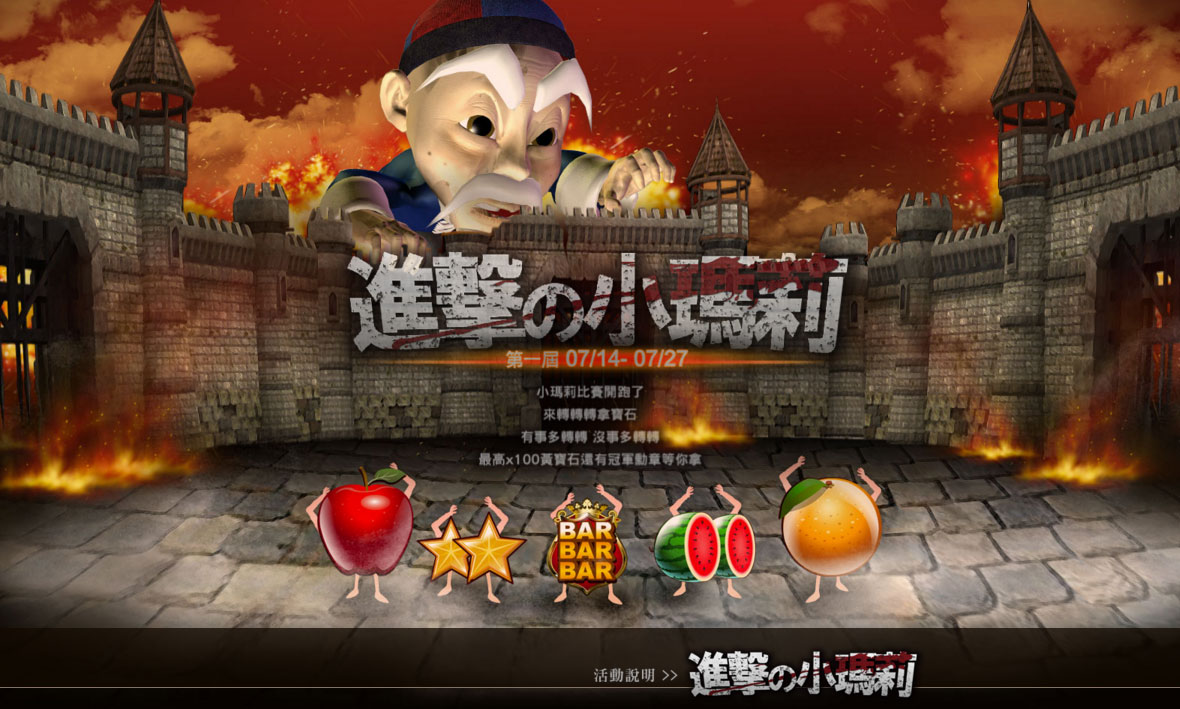 進撃の小瑪莉
第一屆 07/14- 07/27
小瑪莉比賽開跑了
來轉轉轉拿寶石
有事多轉轉 沒事多轉轉
最高x100黃寶石還有冠軍勳章等你拿
BAR
BAR
BAR
活動說明 >>
進撃の小瑪莉